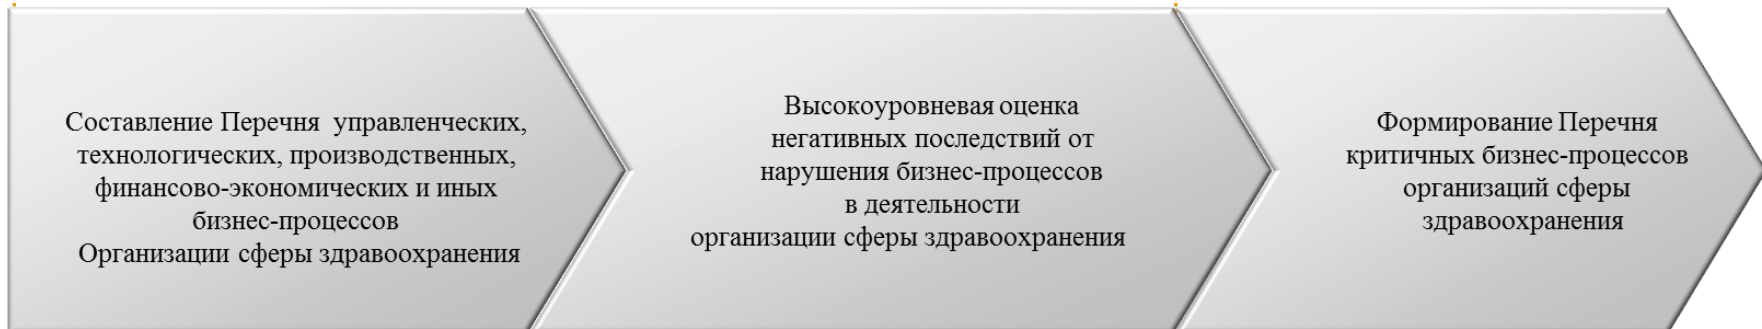 Составление Перечня управленческих,
технологических, производственных,
финансово-экономических и иных
бизнес-процессов
Организации сферы здравоохранения
Высокоуровневая оценка
негативных последствий от
нарушения бизнес-процессов
в деятельности
организации сферы здравоохранения
Формирование Перечня
критичных бизнес-процессов
организаций сферы
здравоохранения